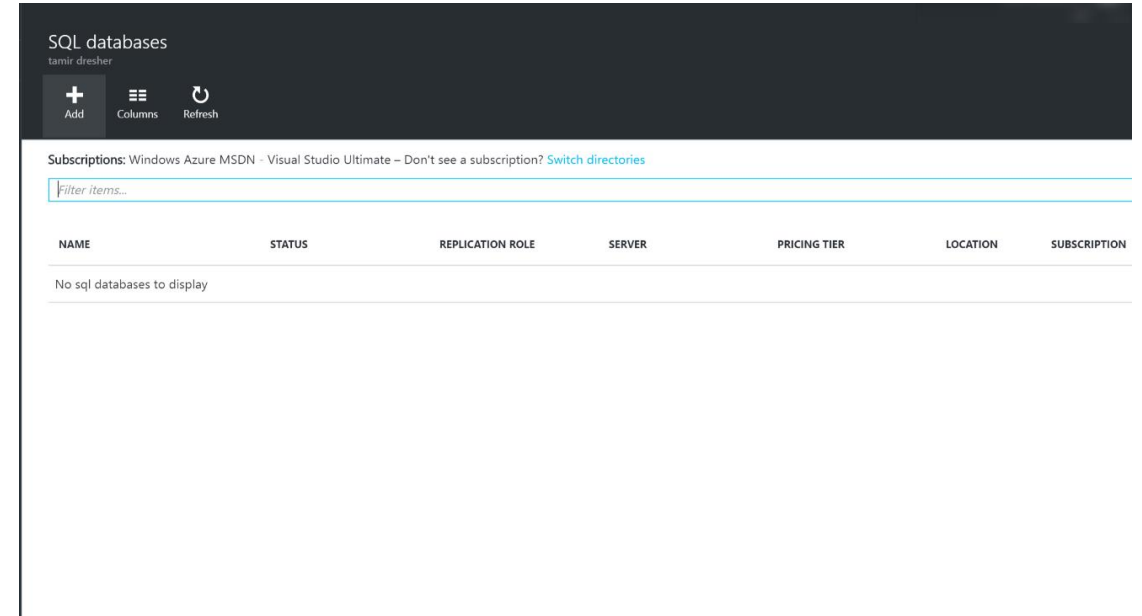 SQL databases
tamir dresher
Add Columns Refresh
Subscriptions: Windows Azure MSDN - Visual Studio Ultimate – Don't see a subscription? Switch directories
Filter items...
NAME STATUS REPLICATION ROLE SERVER PRICING TIER LOCATION SUBSCRIPTION
No sql databases to display